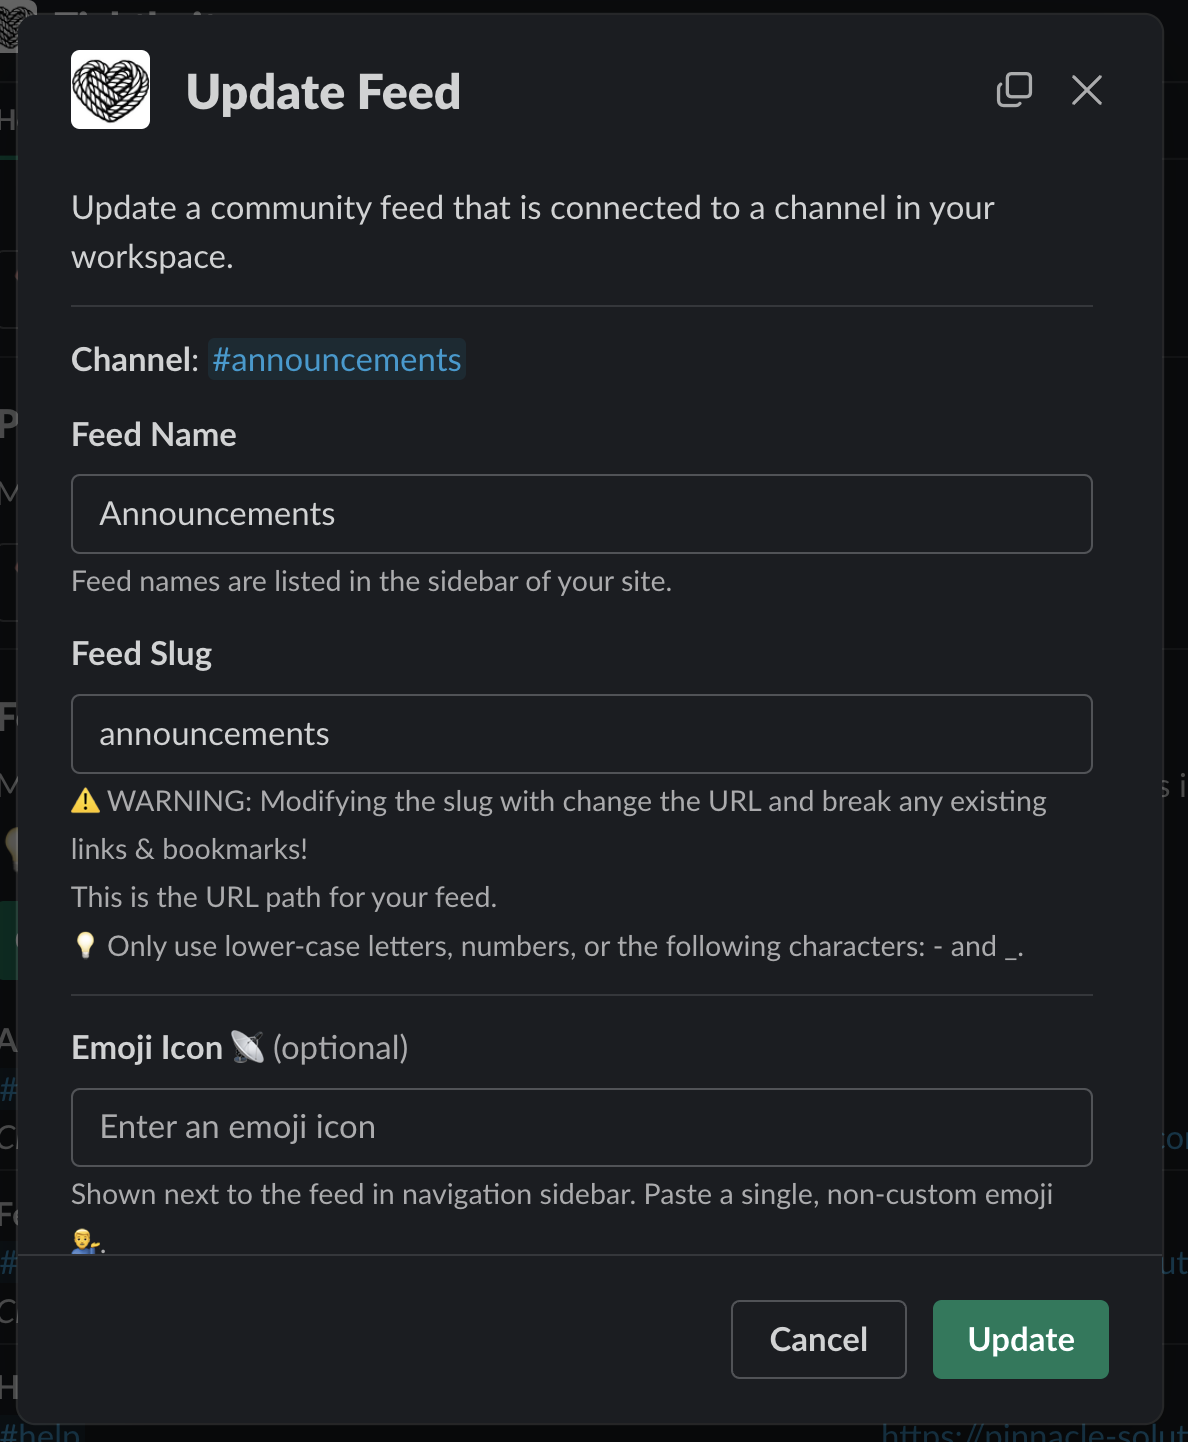 Update Feed
Update a community feed that is connected to a channel in your
workspace.
Channel: #announcements
Feed Name
Announcements
Feed names are listed in the sidebar of your site.
Feed Slug
announcements
⚠️ WARNING: Modifying the slug with change the URL and break any existing
links & bookmarks!
This is the URL path for your feed.
💡 Only use lower-case letters, numbers, or the following characters: - and _.
Emoji Icon 📡 (optional)
Enter an emoji icon
Shown next to the feed in navigation sidebar. Paste a single, non-custom emoji
💁‍♂️.
Cancel
Update
#help
https://pinnacle-solut